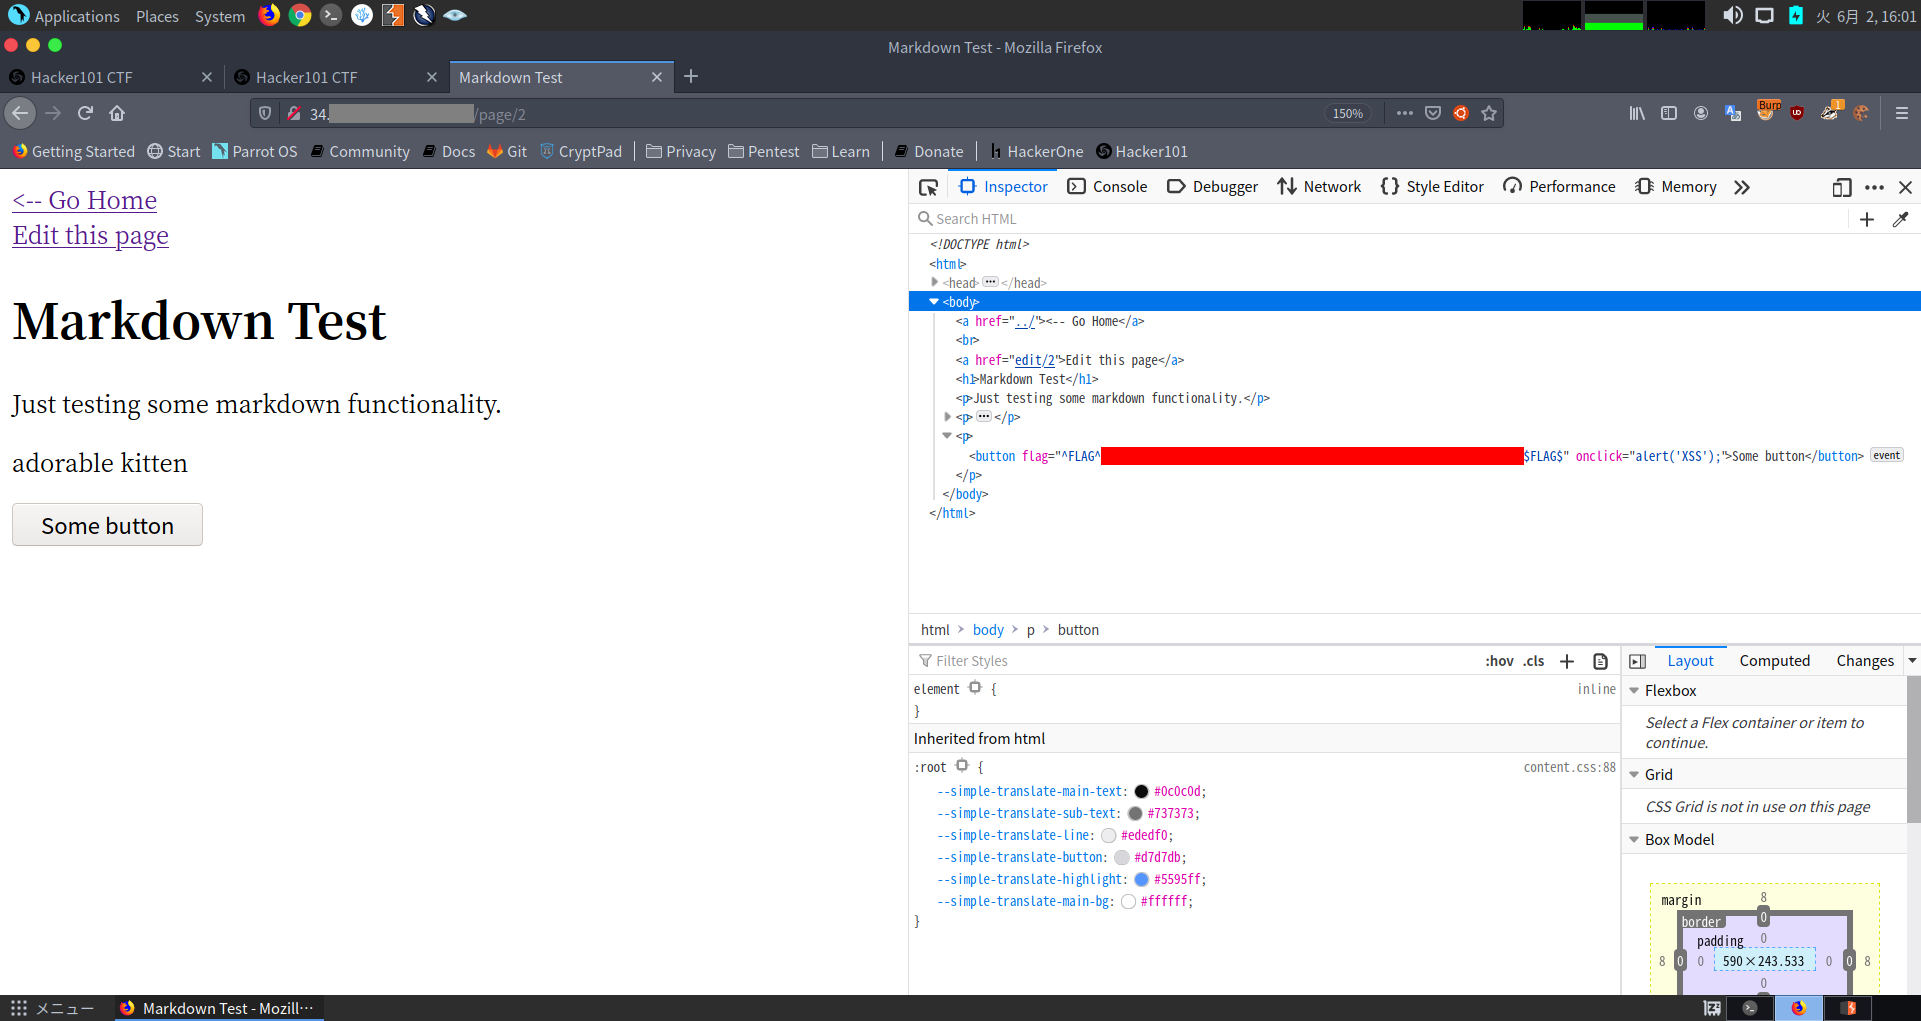 Applications Places System
火 6月 2, 16:01
Markdown Test - Mozilla Firefox
Hacker101 CTF
Hacker101 CTF
Markdown Test
34.
/page/2
150%
Burp
1
Getting Started Start Parrot OS Community Docs Git CryptPad Privacy Pentest Learn Donate HackerOne Hacker101
<-- Go Home
Edit this page
Markdown Test
Just testing some markdown functionality.
adorable kitten
Some button
Inspector Console Debugger Network Style Editor Performance Memory
Search HTML
<!DOCTYPE html>
<html>
<head> ••• </head>
<body>
<a href="../"><-- Go Home</a>
<br>
<a href="edit/2">Edit this page</a>
<h1>Markdown Test</h1>
<p>Just testing some markdown functionality.</p>
<p> ••• </p>
<p>
<button flag="^FLAG^ $FLAG$" onclick="alert('XSS');">Some button</button> event
</p>
</body>
</html>
html > body > p > button
Filter Styles
:hov .cls
element { inline
}
Inherited from html
:root { content.css:88
--simple-translate-main-text: #0c0c0d;
--simple-translate-sub-text: #737373;
--simple-translate-line: #ededf0;
--simple-translate-button: #d7d7db;
--simple-translate-highlight: #5595ff;
--simple-translate-main-bg: #ffffff;
}
Layout Computed Changes
Flexbox
Select a Flex container or item to
continue.
Grid
CSS Grid is not in use on this page
Box Model
margin 8
border 0
padding 0
8 0 0 590×243.533 0 0 8
0
メニュー
Markdown Test - Mozill…